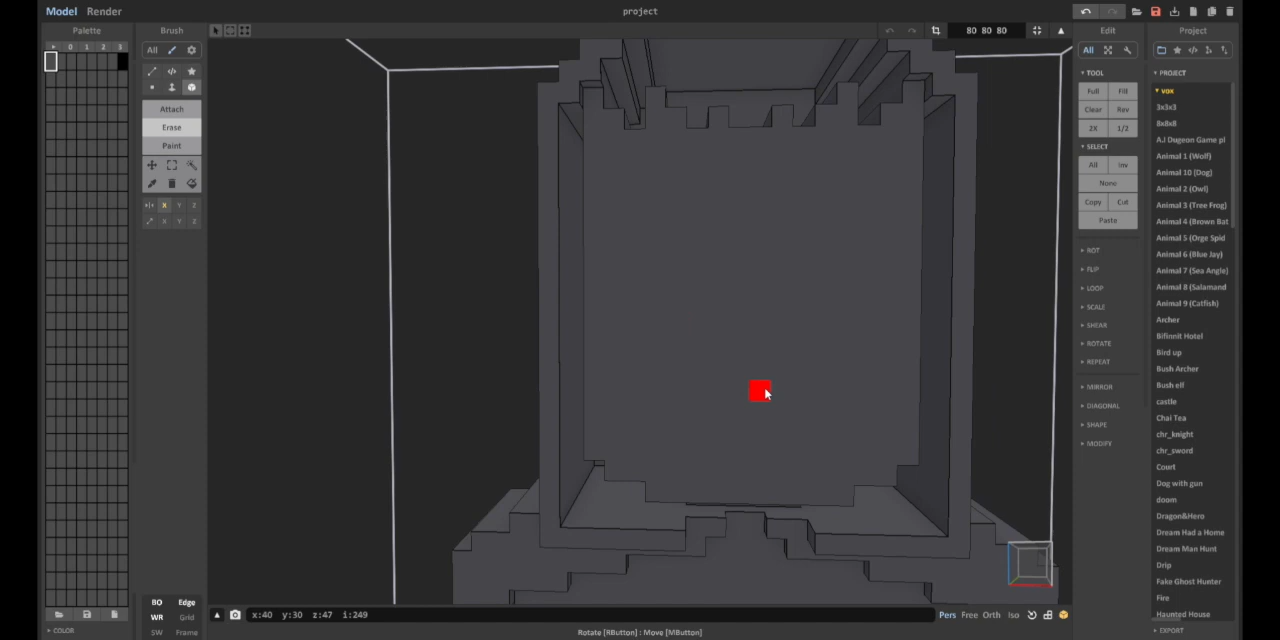 Model Render
project
Palette
0 1 2 3
COLOR
Brush
All
Attach
Erase
Paint
X Y Z
X Y Z
BO Edge
WR Grid
SW Frame
80 80 80
x:40 y:30 z:47 i:249
Pers Free Orth Iso
Rotate [RButton] : Move [MButton]
Edit
All
TOOL
Full Fill
Clear Rev
2X 1/2
SELECT
All Inv
None
Copy Cut
Paste
ROT
FLIP
LOOP
SCALE
SHEAR
ROTATE
REPEAT
MIRROR
DIAGONAL
SHAPE
MODIFY
Project
PROJECT
vox
3x3x3
8x8x8
A.I Dugeon Game pl
Animal 1 (Wolf)
Animal 10 (Dog)
Animal 2 (Owl)
Animal 3 (Tree Frog)
Animal 4 (Brown Bat
Animal 5 (Orge Spid
Animal 6 (Blue Jay)
Animal 7 (Sea Angle)
Animal 8 (Salamand
Animal 9 (Catfish)
Archer
Bifinnit Hotel
Bird up
Bush Archer
Bush elf
castle
Chai Tea
chr_knight
chr_sword
Court
Dog with gun
doom
Dragon&Hero
Dream Had a Home
Dream Man Hunt
Drip
Fake Ghost Hunter
Fire
Haunted House
EXPORT